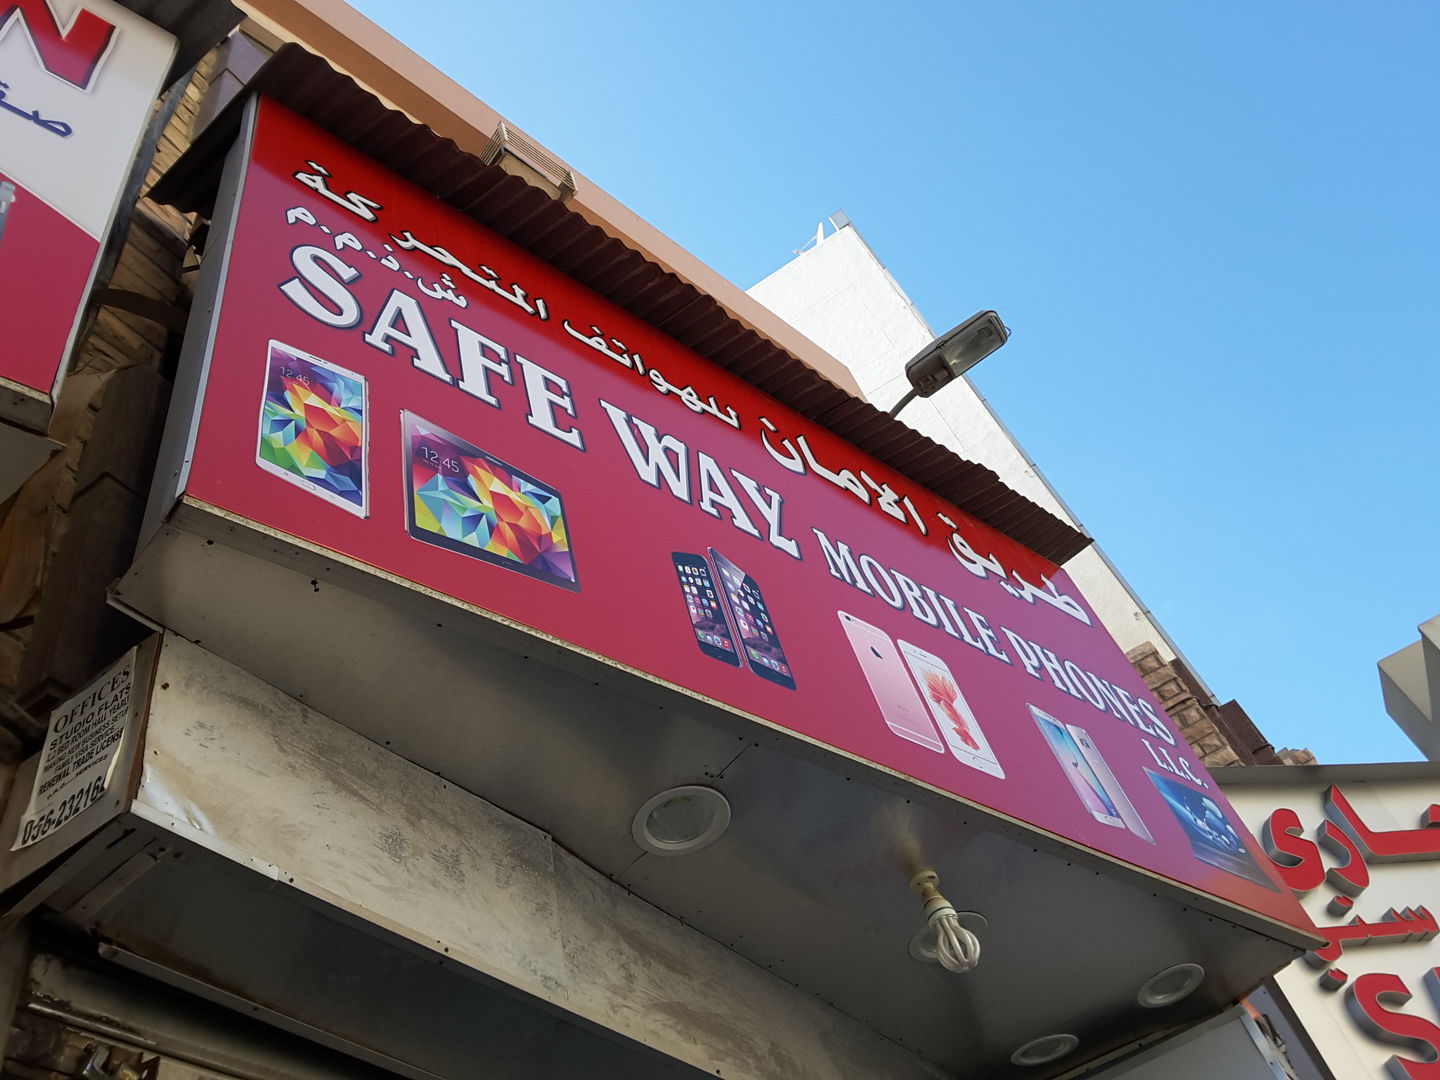 طريق الامان للهواتف المتحركة
ش.ذ.م.م
SAFE WAY MOBILE PHONES
L.L.C.
12:45
12:45
OFFICES
STUDIO FLATS
RENEWAL TRADE LICENSE
N